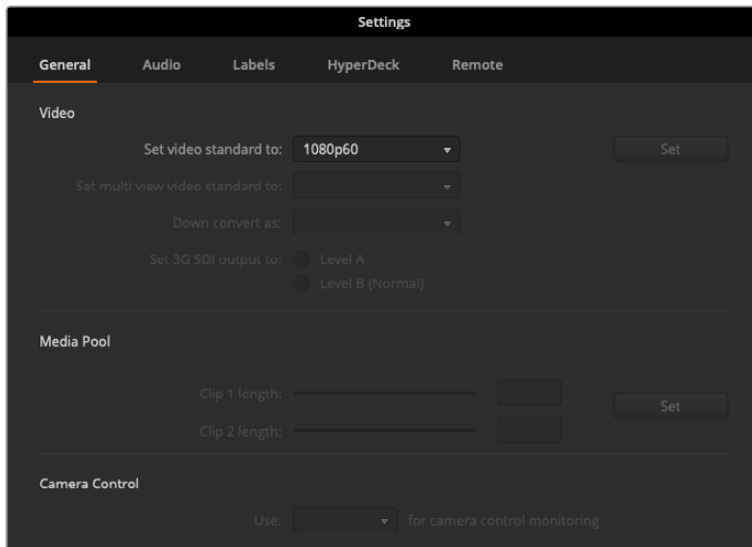 Settings
General Audio Labels HyperDeck Remote
Video
Set video standard to: 1080p60 Set
Set multi view video standard to:
Down convert as:
Set 3G SDI output to: Level A
Level B (Normal)
Media Pool
Clip 1 length:
Set
Clip 2 length:
Camera Control
Use: for camera control monitoring